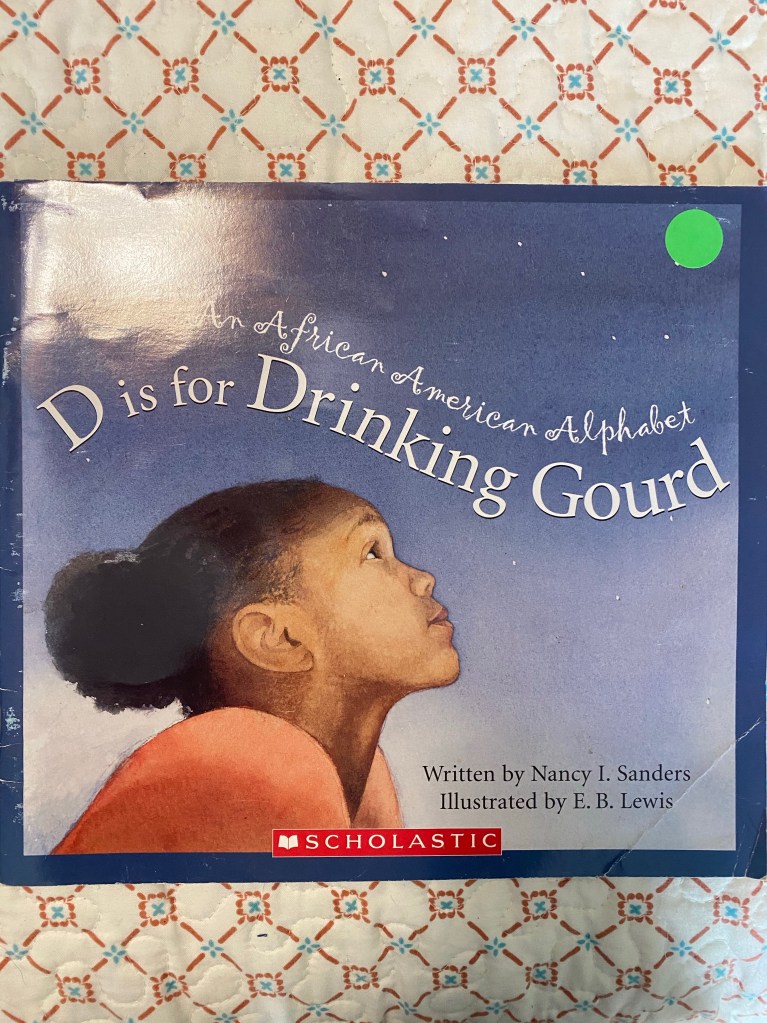 An African American Alphabet
D is for Drinking Gourd
Written by Nancy I. Sanders
Illustrated by E. B. Lewis
SCHOLASTIC